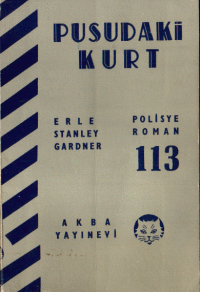 PUSUDAKİ
KURT
ERLE
STANLEY
GARDNER
POLİSYE
ROMAN
113
AKBA
YAYINEVİ